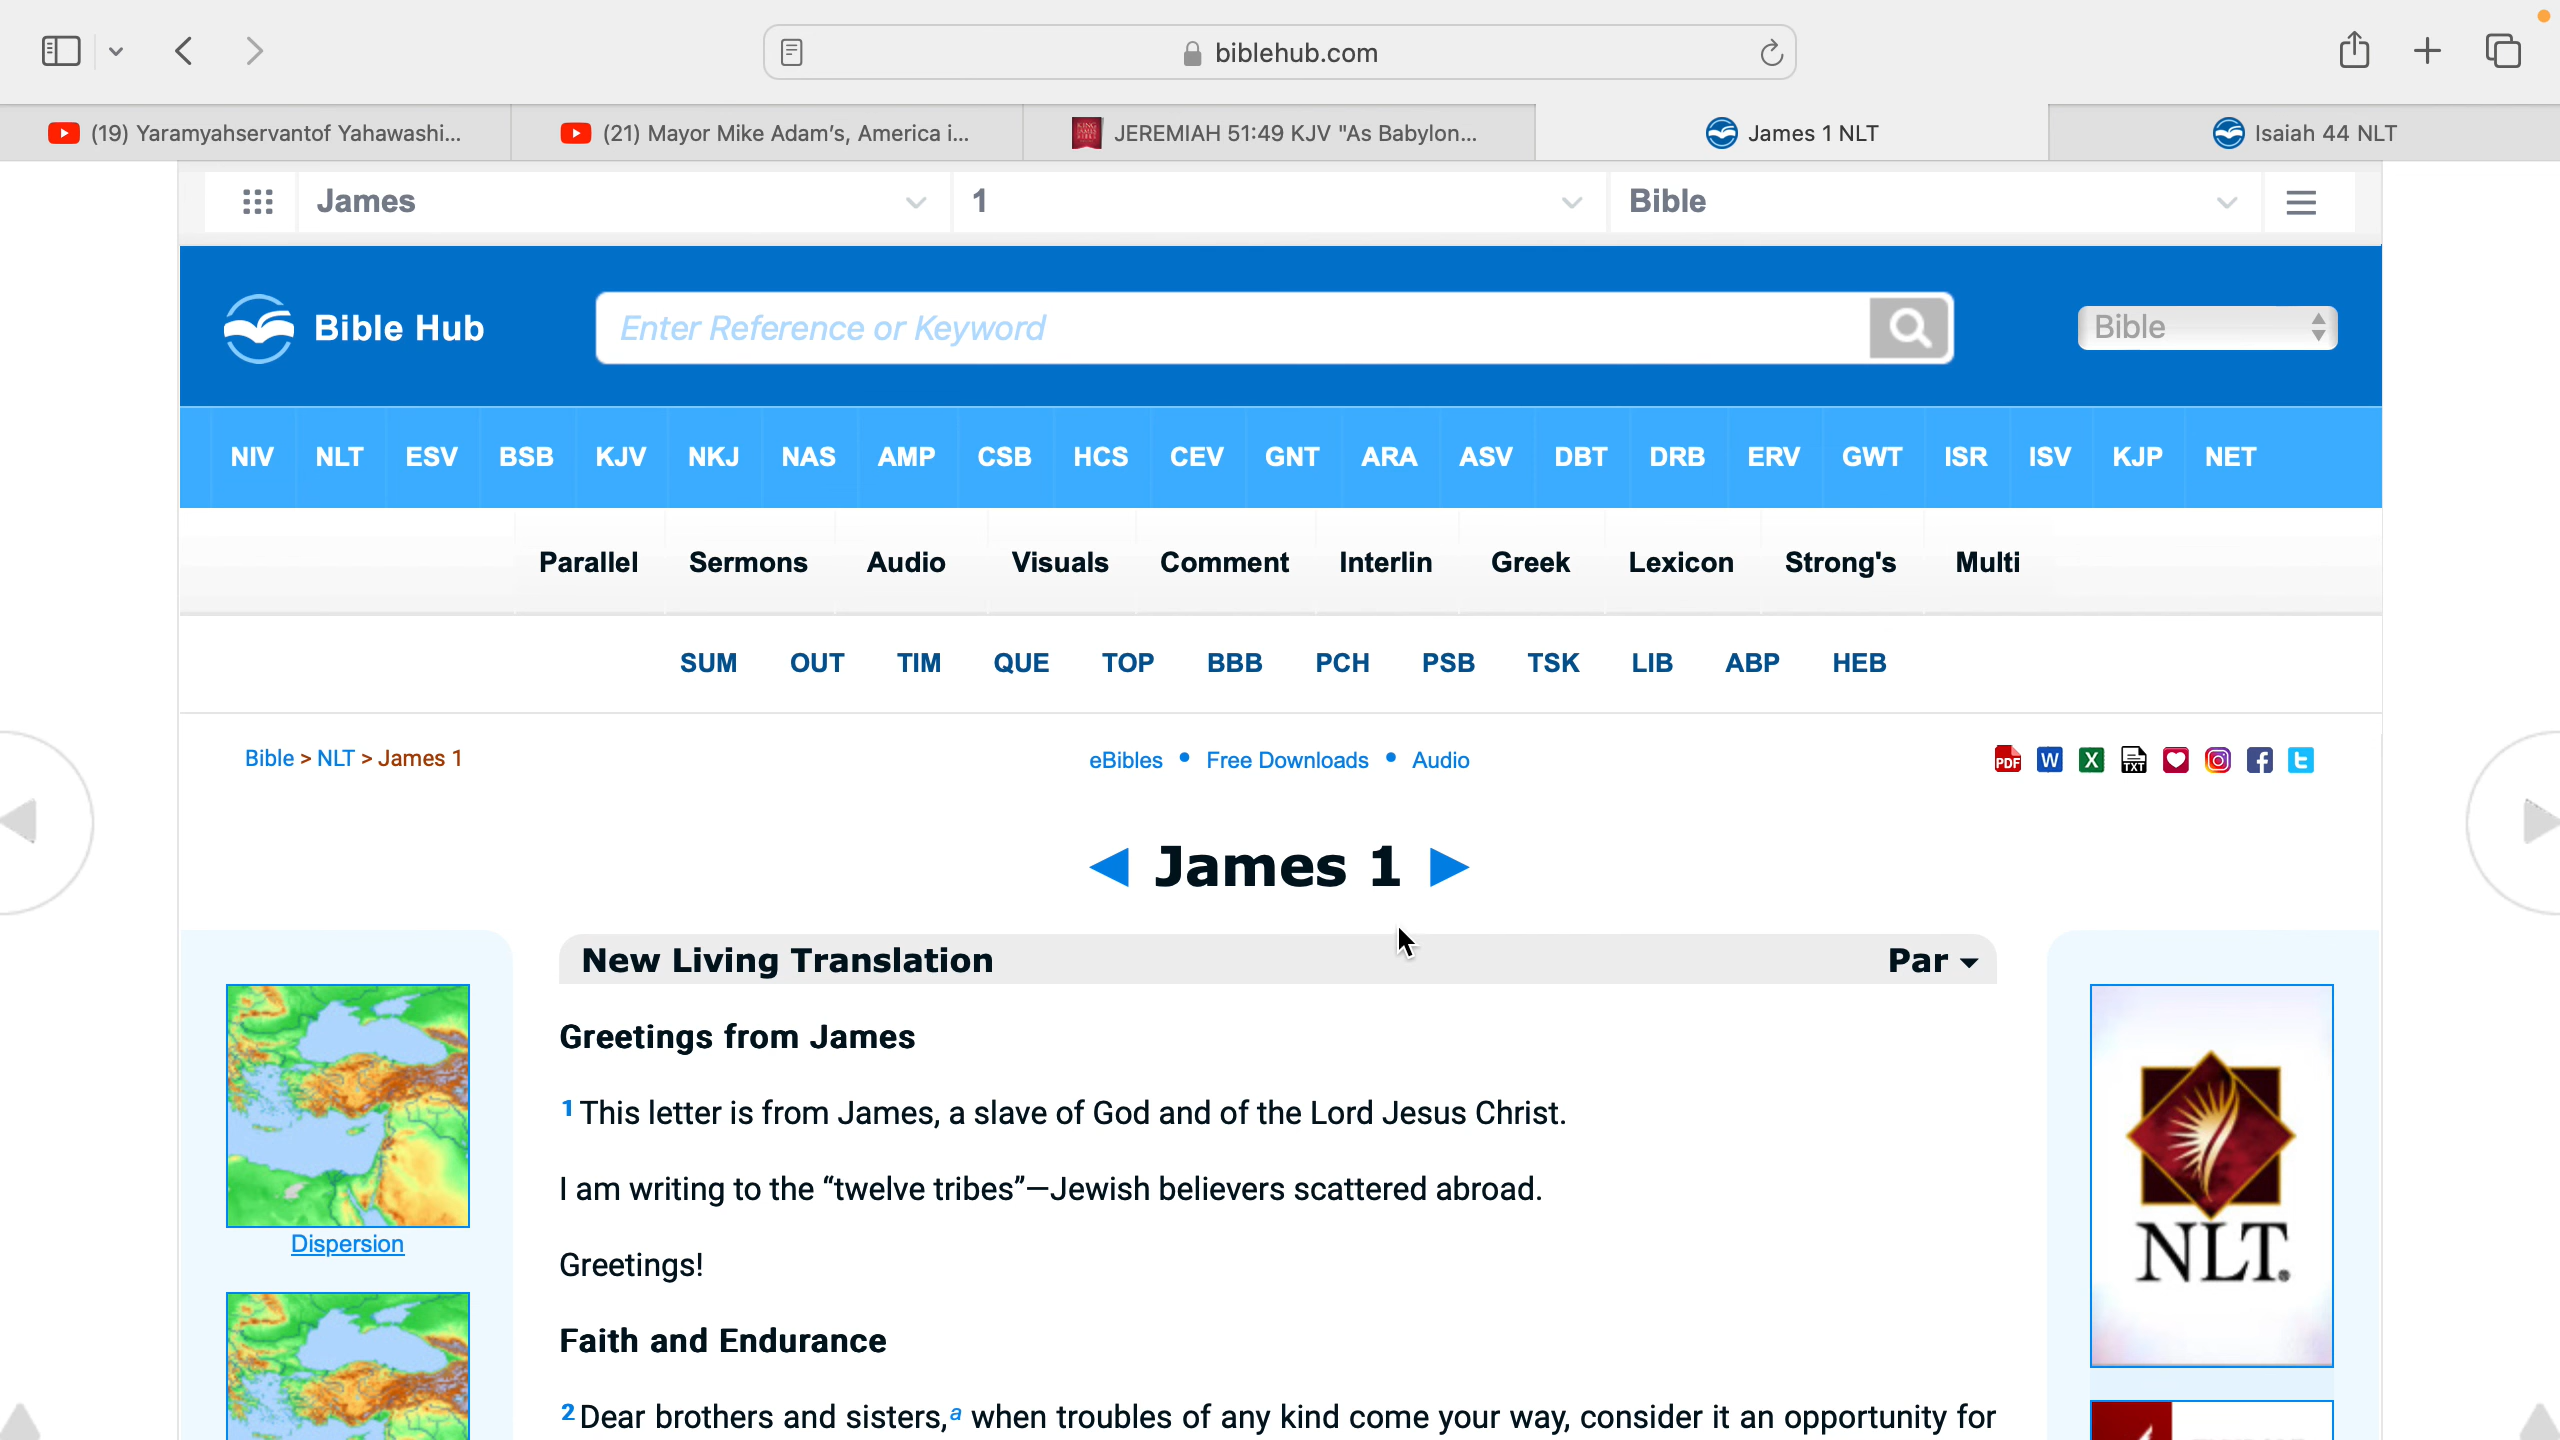 biblehub.com
(19) Yaramyahservantof Yahawashi...
(21) Mayor Mike Adam's, America i...
JEREMIAH 51:49 KJV "As Babylon...
James 1 NLT
Isaiah 44 NLT
James
1
Bible
Bible Hub
Enter Reference or Keyword
Bible
NIV NLT ESV BSB KJV NKJ NAS AMP CSB HCS CEV GNT ARA ASV DBT DRB ERV GWT ISR ISV KJP NET
Parallel Sermons Audio Visuals Comment Interlin Greek Lexicon Strong's Multi
SUM OUT TIM QUE TOP BBB PCH PSB TSK LIB ABP HEB
Bible > NLT > James 1
eBibles • Free Downloads • Audio
PDF W X TXT
◀ James 1 ▶
New Living Translation
Par
Greetings from James
1 This letter is from James, a slave of God and of the Lord Jesus Christ.
I am writing to the “twelve tribes”—Jewish believers scattered abroad.
Greetings!
Faith and Endurance
2 Dear brothers and sisters,a when troubles of any kind come your way, consider it an opportunity for
Dispersion
NLT.